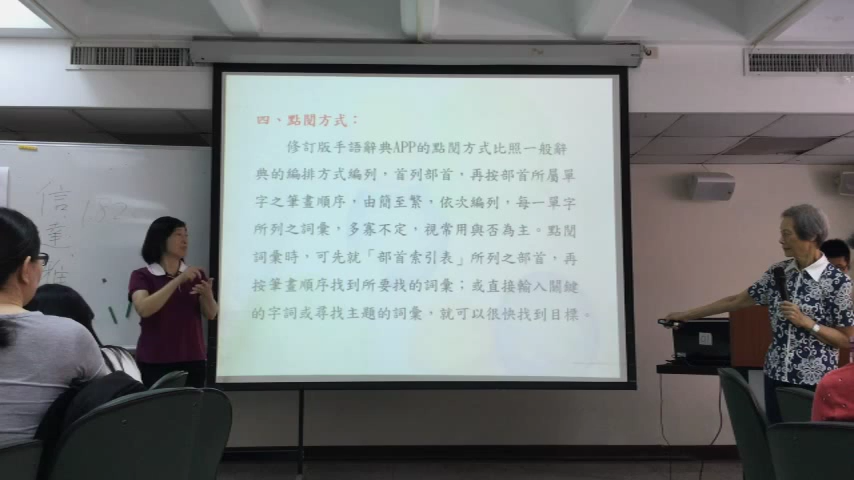 四、點閱方式：
修訂版手語辭典APP的點閱方式比照一般辭
典的編排方式編列，首列部首，再按部首所屬單
字之筆畫順序，由簡至繁，依次編列，每一單字
所列之詞彙，多寡不定，視常用與否為主。點閱
詞彙時，可先就「部首索引表」所列之部首，再
按筆畫順序找到所要找的詞彙；或直接輸入關鍵
的字詞或尋找主題的詞彙，就可以很快找到目標。
信
達
雅